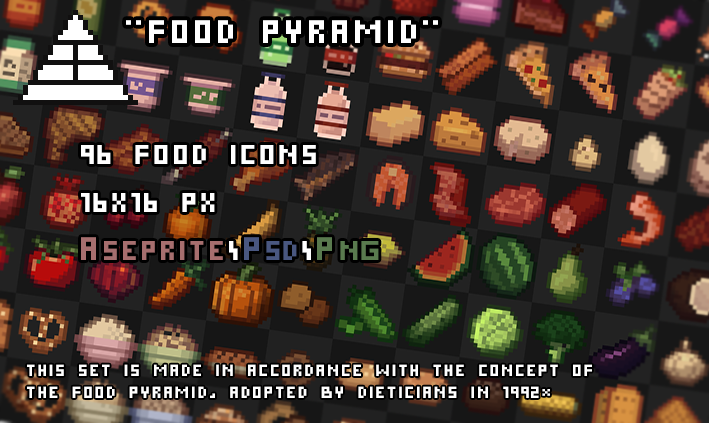 "FOOD PYRAMID"
96 FOOD ICONS
16X16 PX
ASEPRITE\PSD\PNG
THIS SET IS MADE IN ACCORDANCE WITH THE CONCEPT OF
THE FOOD PYRAMID. ADOPTED BY DIETICIANS IN 1992*